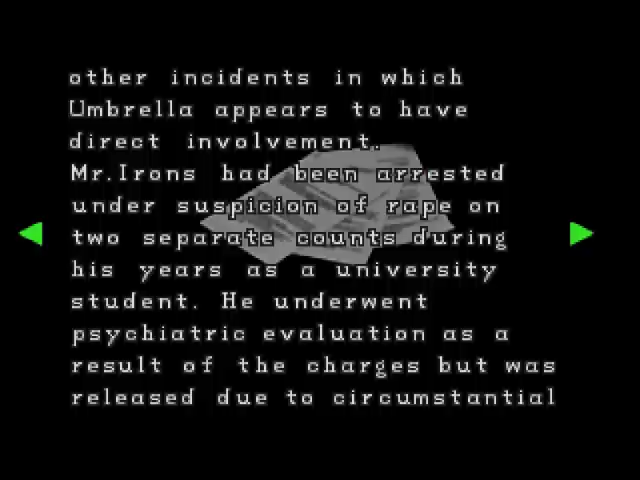 other incidents in which
Umbrella appears to have
direct involvement.
Mr.Irons had been arrested
under suspicion of rape on
two separate counts during
his years as a university
student. He underwent
psychiatric evaluation as a
result of the charges but was
released due to circumstantial